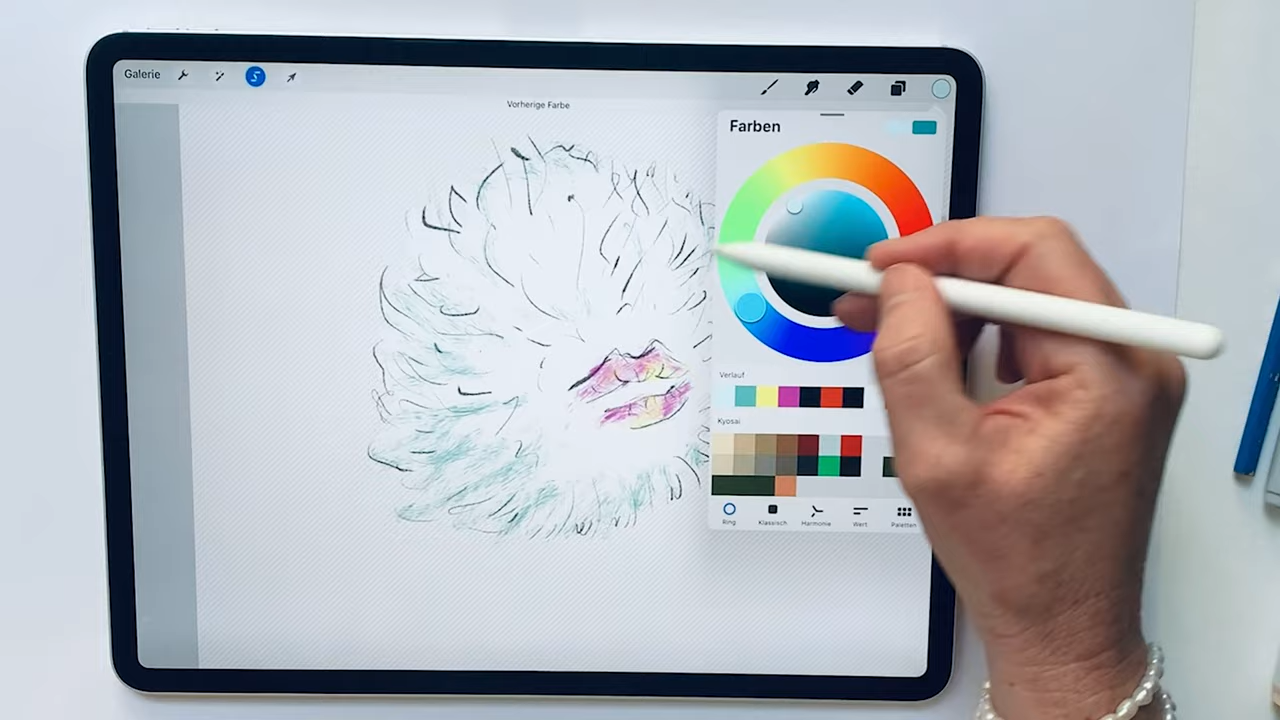 Galerie
Vorherige Farbe
Farben
Verlauf
Kyosai
Ring
Klassisch
Harmonie
Wert
Paletten